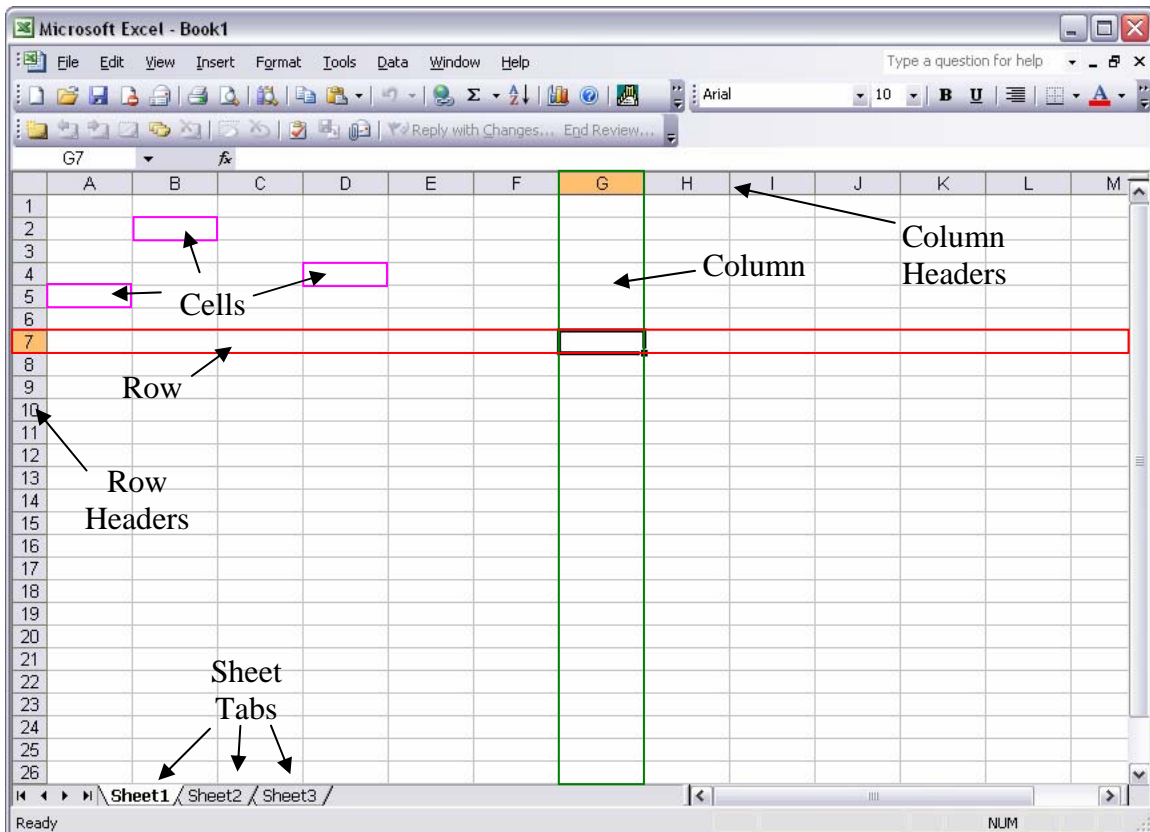 Microsoft Excel - Book1
File Edit View Insert Format Tools Data Window Help Type a question for help
Arial 10 B U A
Reply with Changes... End Review...
G7 fx
A B C D E F G H I J K L M
1
2
3
4
5
6
7
8
9
10
11
12
13
14
15
16
17
18
19
20
21
22
23
24
25
26
Column
Headers
Column
Cells
Row
Row
Headers
Sheet
Tabs
Sheet1 Sheet2 Sheet3
Ready NUM